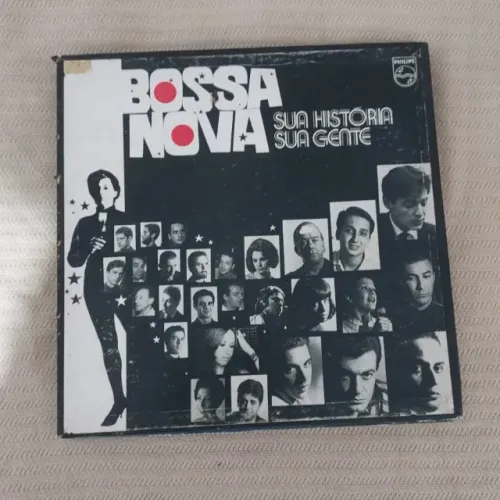 BOSSA
NOVA
SUA HISTÓRIA
SUA GENTE
PHILIPS